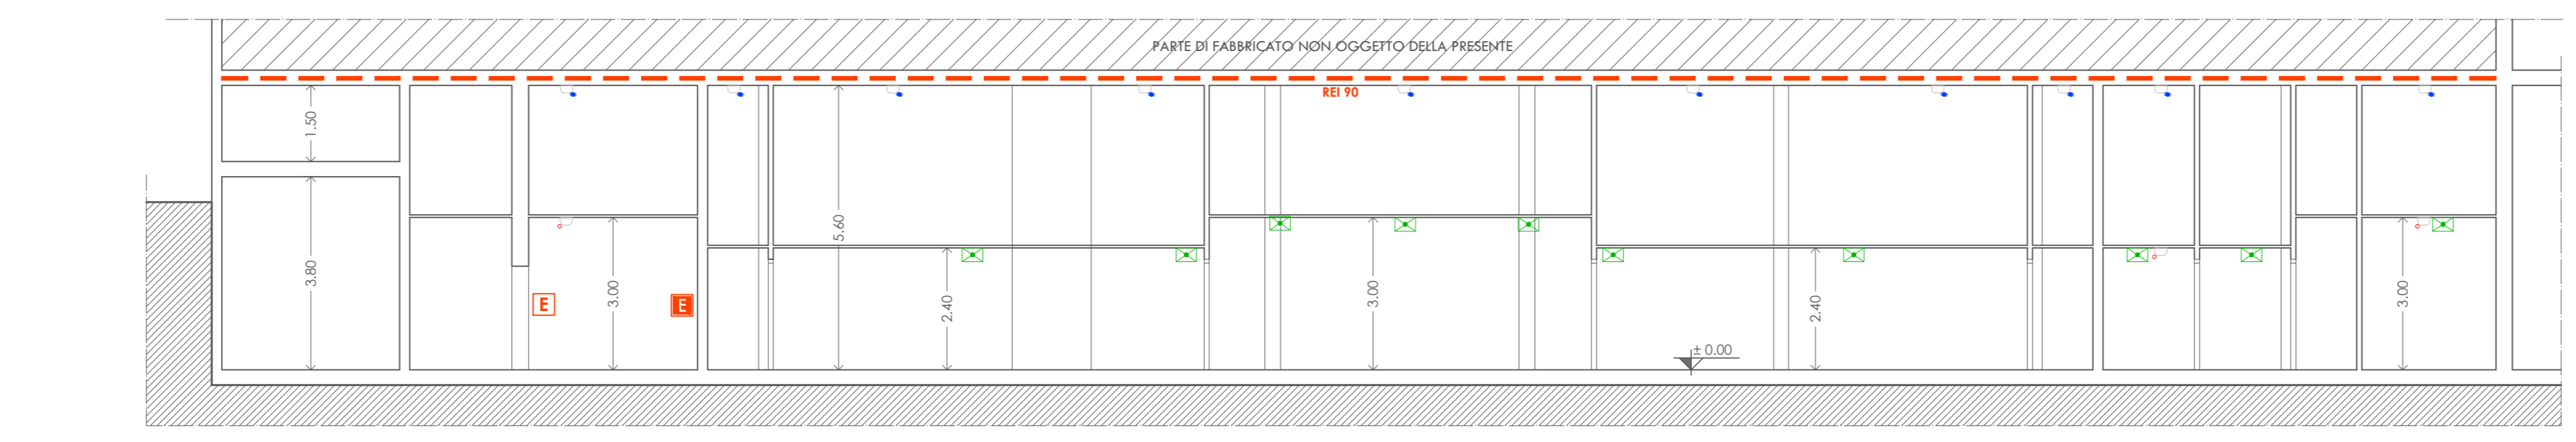 PARTE DI FABBRICATO NON OGGETTO DELLA PRESENTE
REI 90
1.50
5.60
3.80
E
3.00
E
2.40
3.00
± 0.00
2.40
3.00